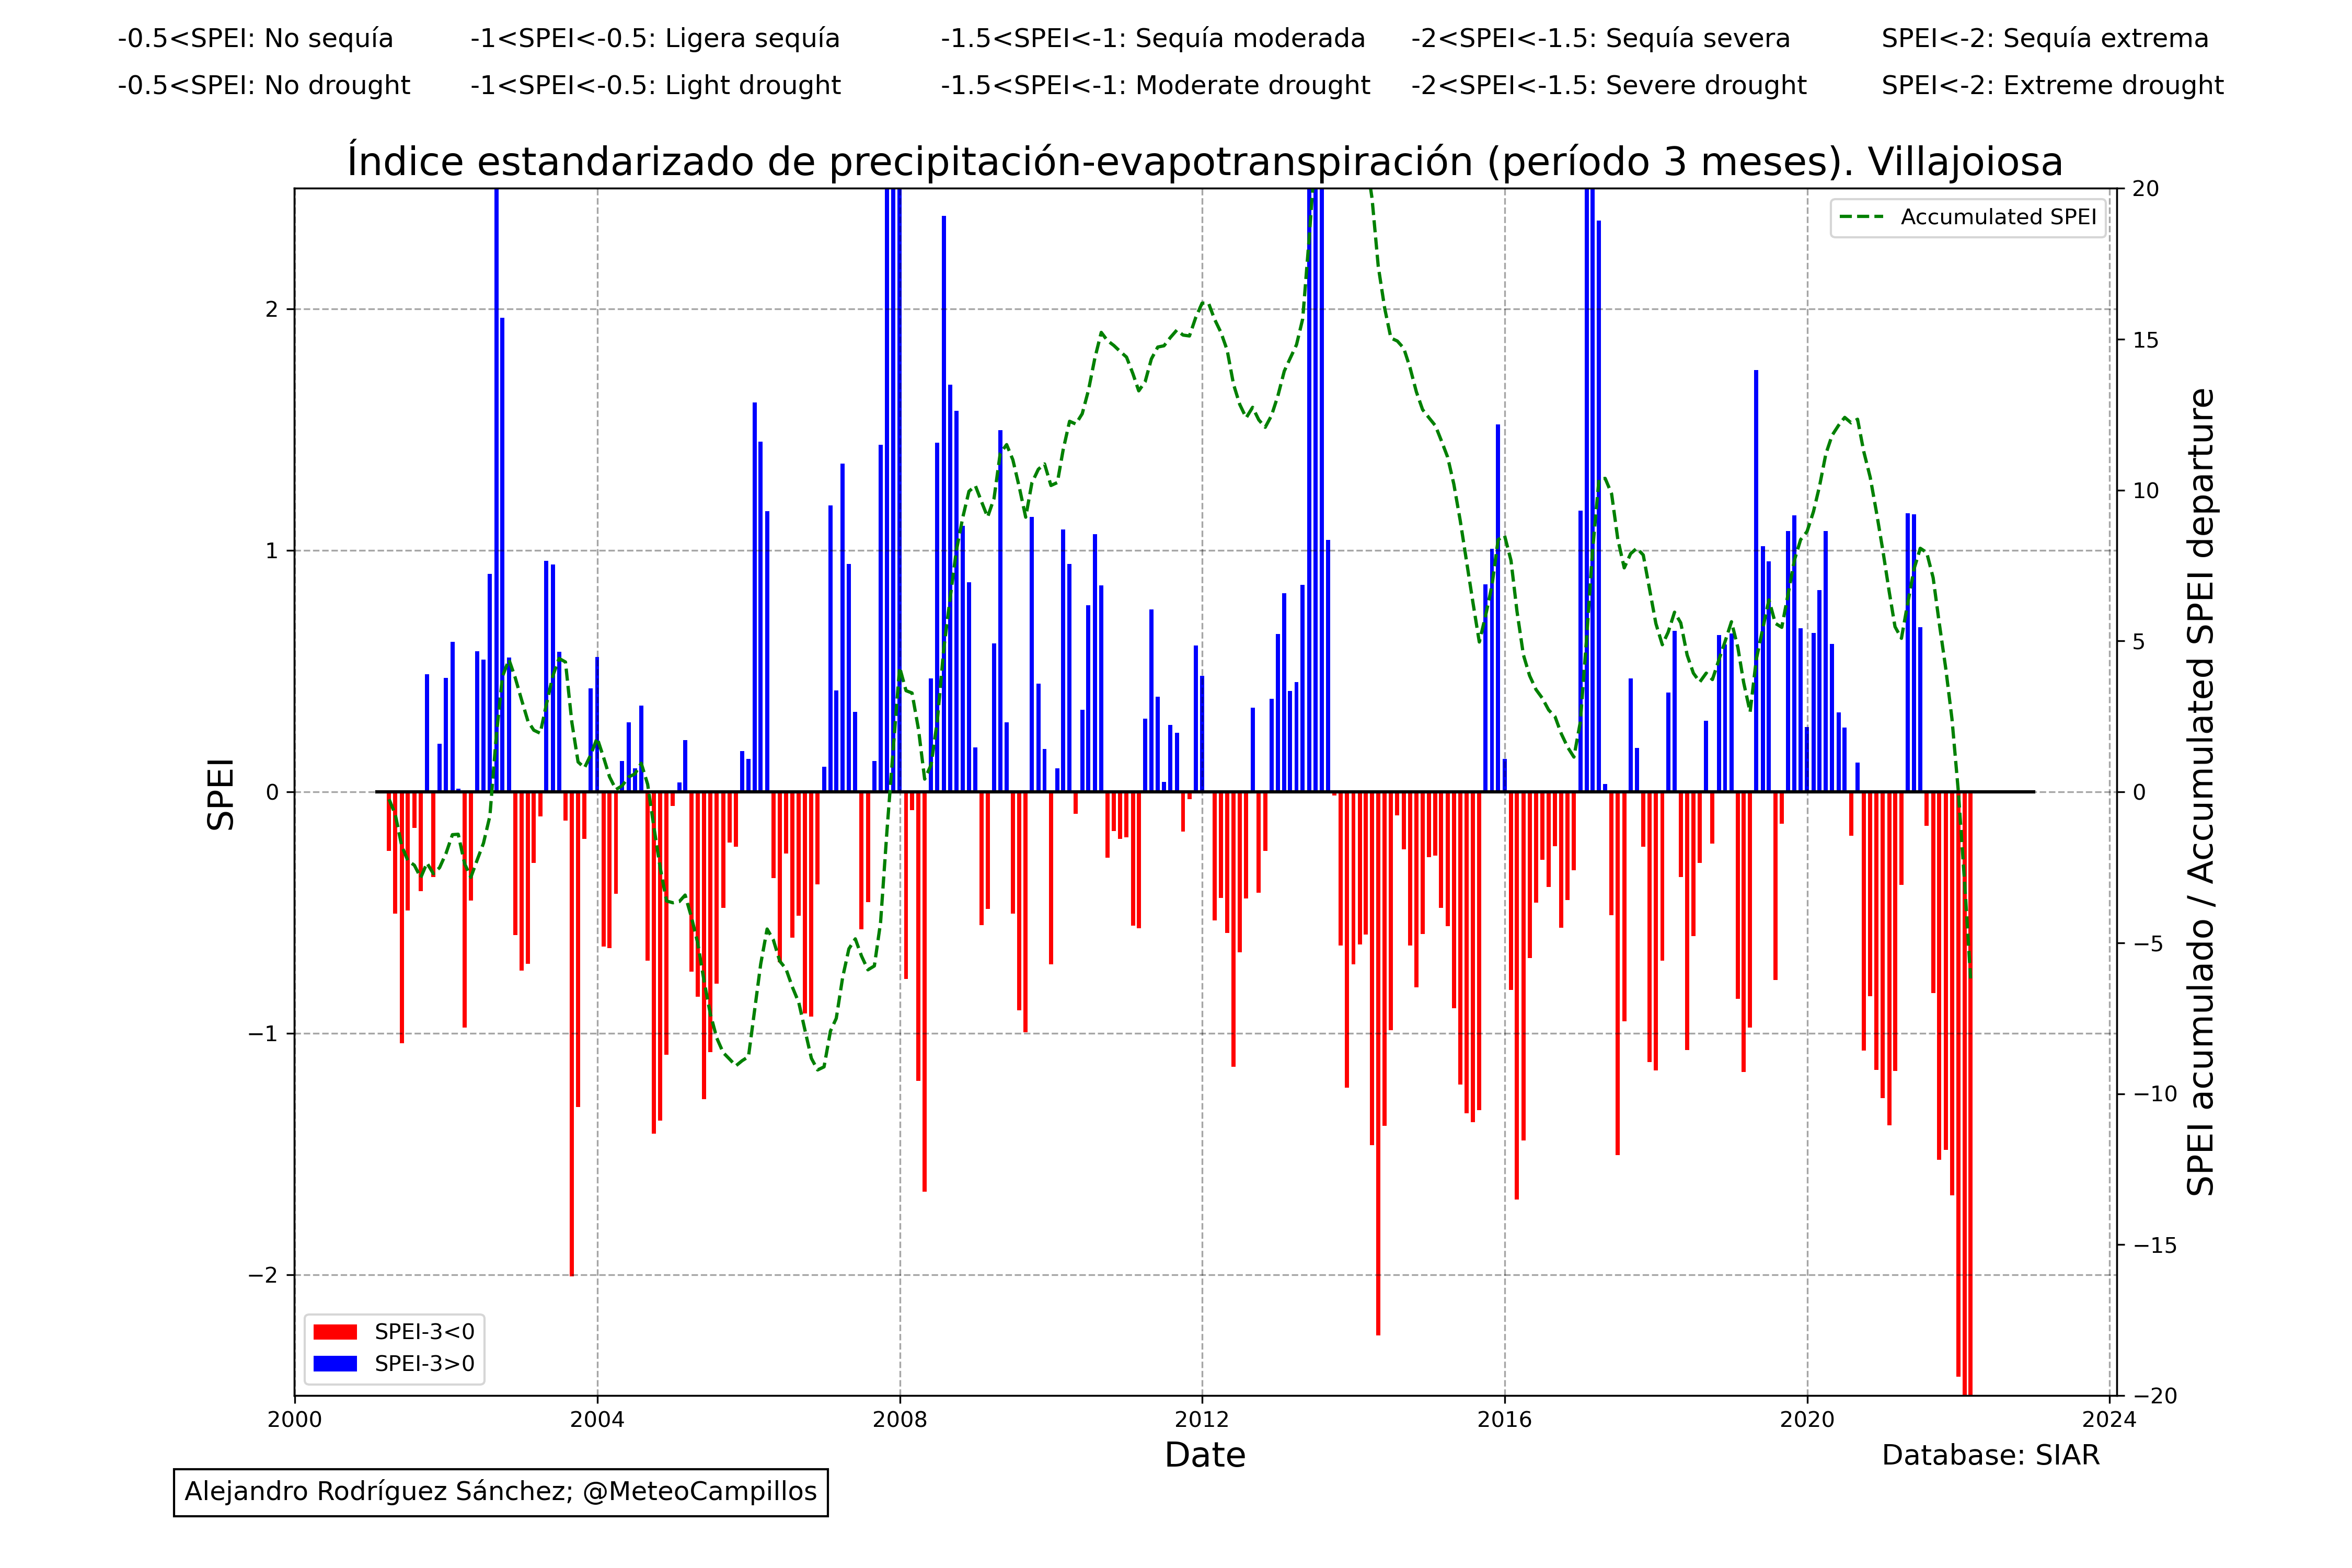 -0.5<SPEI: No sequía -1<SPEI<-0.5: Ligera sequía -1.5<SPEI<-1: Sequía moderada -2<SPEI<-1.5: Sequía severa SPEI<-2: Sequía extrema
-0.5<SPEI: No drought -1<SPEI<-0.5: Light drought -1.5<SPEI<-1: Moderate drought -2<SPEI<-1.5: Severe drought SPEI<-2: Extreme drought
Índice estandarizado de precipitación-evapotranspiración (período 3 meses). Villajoiosa
Accumulated SPEI
SPEI
2
1
0
−1
−2
20
15
10
5
0
−5
−10
−15
−20
SPEI acumulado / Accumulated SPEI departure
SPEI-3<0
SPEI-3>0
2000 2004 2008 2012 2016 2020 2024
Date
Database: SIAR
Alejandro Rodríguez Sánchez; @MeteoCampillos